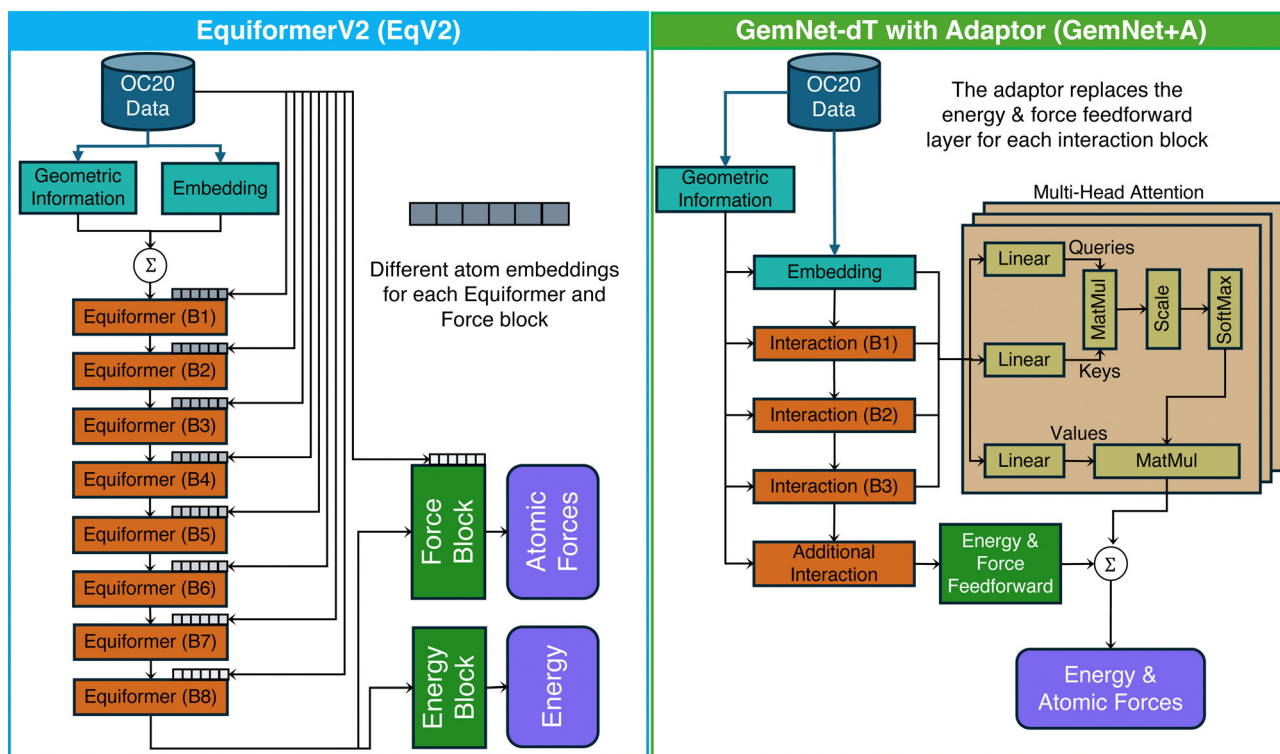 EquiformerV2 (EqV2)
OC20
Data
Geometric
Information
Embedding
Σ
Different atom embeddings
for each Equiformer and
Force block
Equiformer (B1)
Equiformer (B2)
Equiformer (B3)
Equiformer (B4)
Equiformer (B5)
Equiformer (B6)
Equiformer (B7)
Equiformer (B8)
Force
Block
Atomic
Forces
Energy
Block
Energy
GemNet-dT with Adaptor (GemNet+A)
OC20
Data
The adaptor replaces the
energy & force feedforward
layer for each interaction block
Geometric
Information
Embedding
Interaction (B1)
Interaction (B2)
Interaction (B3)
Additional
Interaction
Multi-Head Attention
Linear
Queries
MatMul
Scale
SoftMax
Linear
Keys
Values
Linear
MatMul
Energy &
Force
Feedforward
Σ
Energy &
Atomic Forces